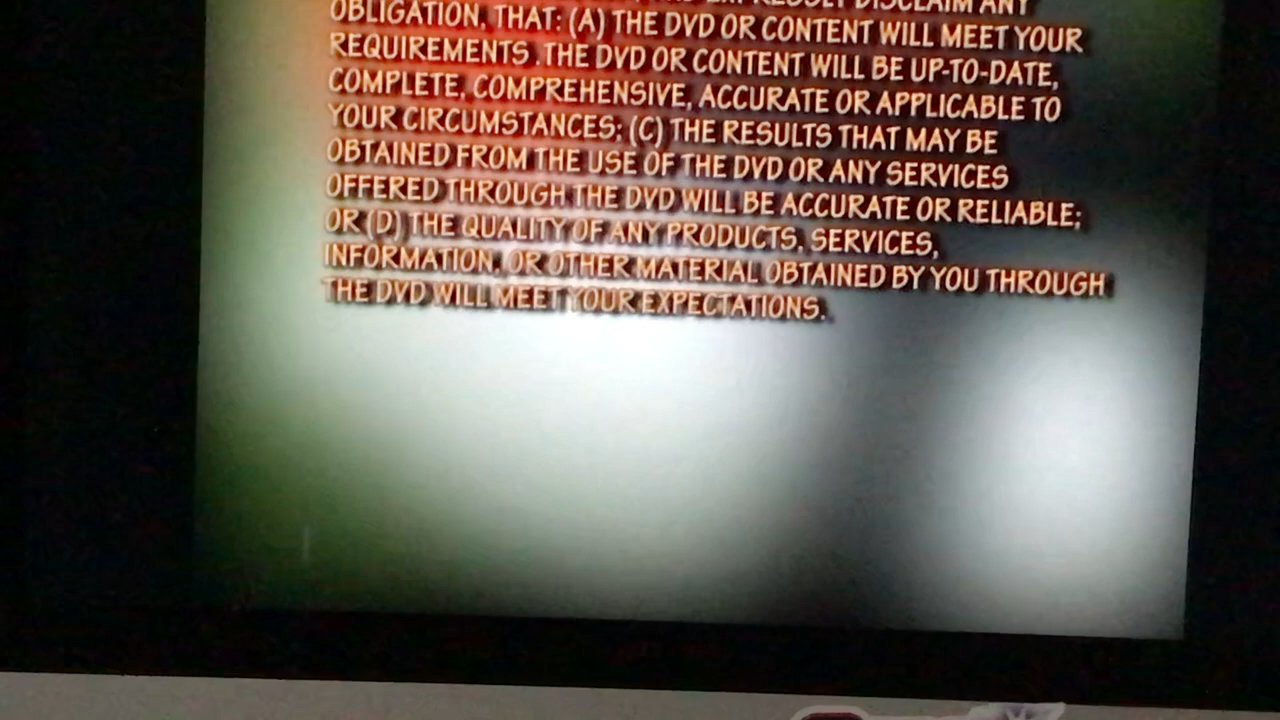 EXPRESSLY DISCLAIM ANY
OBLIGATION, THAT: (A) THE DVD OR CONTENT WILL MEET YOUR
REQUIREMENTS .THE DVD OR CONTENT WILL BE UP-TO-DATE,
COMPLETE, COMPREHENSIVE, ACCURATE OR APPLICABLE TO
YOUR CIRCUMSTANCES; (C) THE RESULTS THAT MAY BE
OBTAINED FROM THE USE OF THE DVD OR ANY SERVICES
OFFERED THROUGH THE DVD WILL BE ACCURATE OR RELIABLE;
OR (D) THE QUALITY OF ANY PRODUCTS, SERVICES,
INFORMATION, OR OTHER MATERIAL OBTAINED BY YOU THROUGH
THE DVD WILL MEET YOUR EXPECTATIONS.